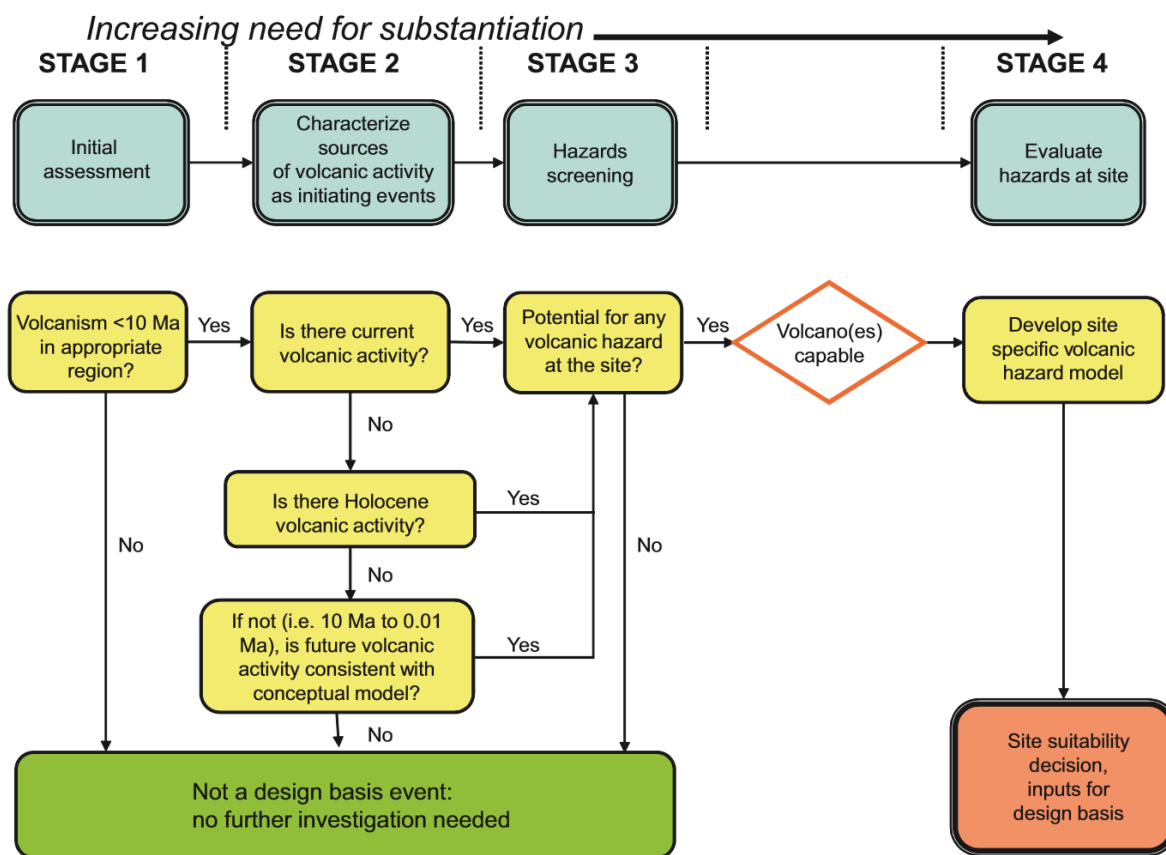 Increasing need for substantiation
STAGE 1
STAGE 2
STAGE 3
STAGE 4
Initial
assessment
Characterize
sources
of volcanic activity
as initiating events
Hazards
screening
Evaluate
hazards at site
Volcanism <10 Ma
in appropriate
region?
Yes
Is there current
volcanic activity?
Yes
Potential for any
volcanic hazard
at the site?
Yes
Volcano(es)
capable
Develop site
specific volcanic
hazard model
No
Is there Holocene
volcanic activity?
Yes
No
No
No
If not (i.e. 10 Ma to 0.01
Ma), is future volcanic
activity consistent with
conceptual model?
Yes
No
Not a design basis event:
no further investigation needed
Site suitability
decision,
inputs for
design basis